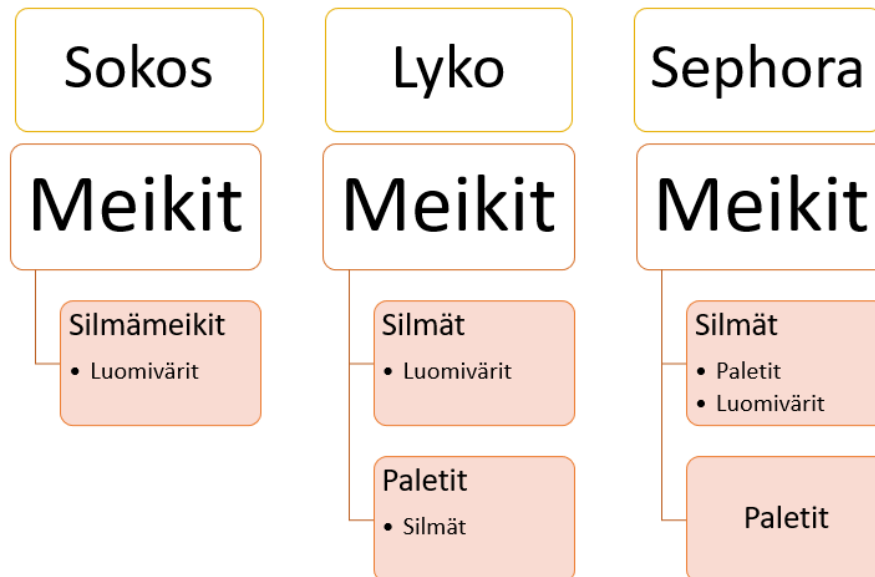 Sokos
Meikit
Silmämeikit
• Luomivärit
Lyko
Meikit
Silmät
• Luomivärit
Paletit
• Silmät
Sephora
Meikit
Silmät
• Paletit
• Luomivärit
Paletit